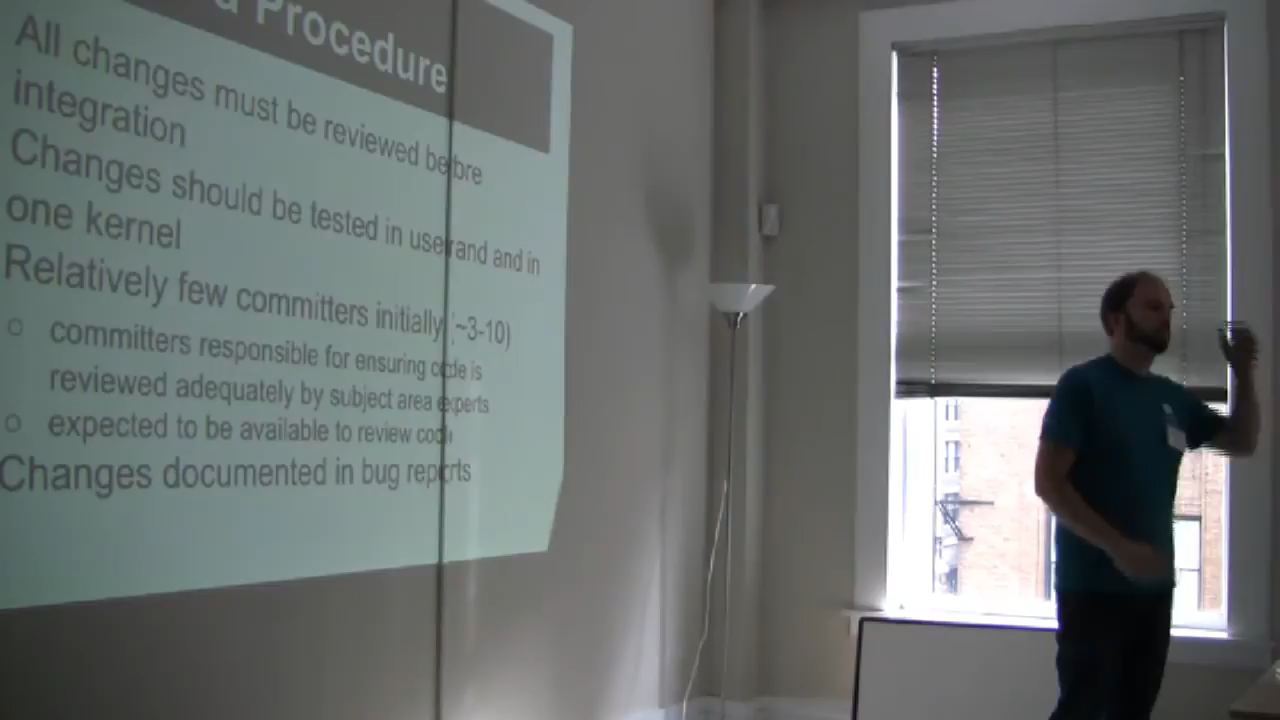 Procedure
All changes must be reviewed before
integration
Changes should be tested in userand and in
one kernel
Relatively few committers initially (~3-10)
committers responsible for ensuring code is
reviewed adequately by subject area experts
expected to be available to review code
Changes documented in bug reports